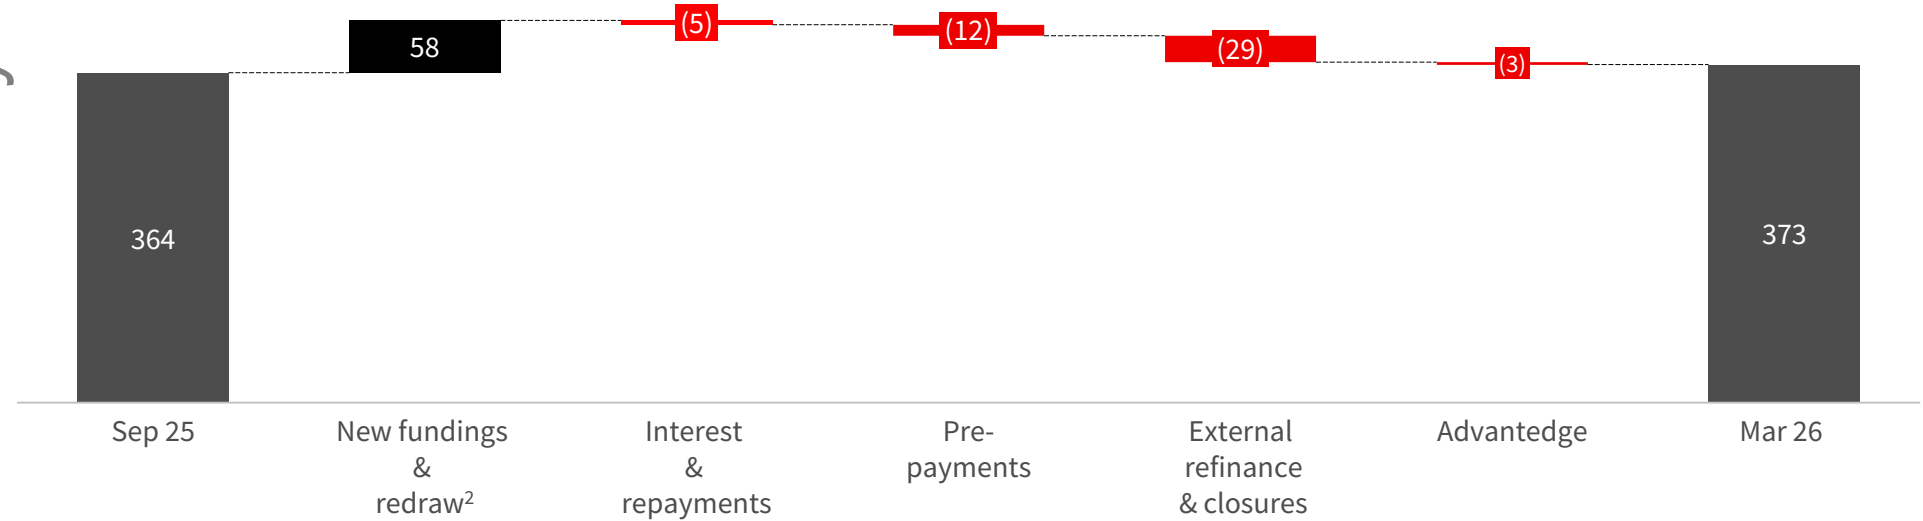 58
(5)
(12)
(29)
(3)
364
373
Sep 25
New fundings
&
redraw²
Interest
&
repayments
Pre-
payments
External
refinance
& closures
Advantedge
Mar 26